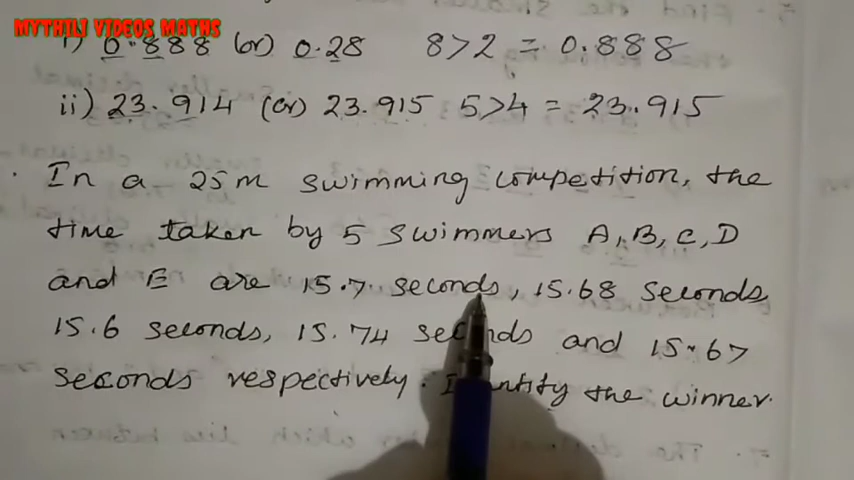 MYTHILI VIDEOS MATHS
i) 0.888 (or) 0.28 8>2 = 0.888
ii) 23.914 (or) 23.915 5>4 = 23.915
In a 25m swimming competition, the
time taken by 5 swimmers A, B, C, D
and E are 15.7 seconds, 15.68 seconds
15.6 seconds, 15.74 seconds and 15.67
seconds respectively. the winner.